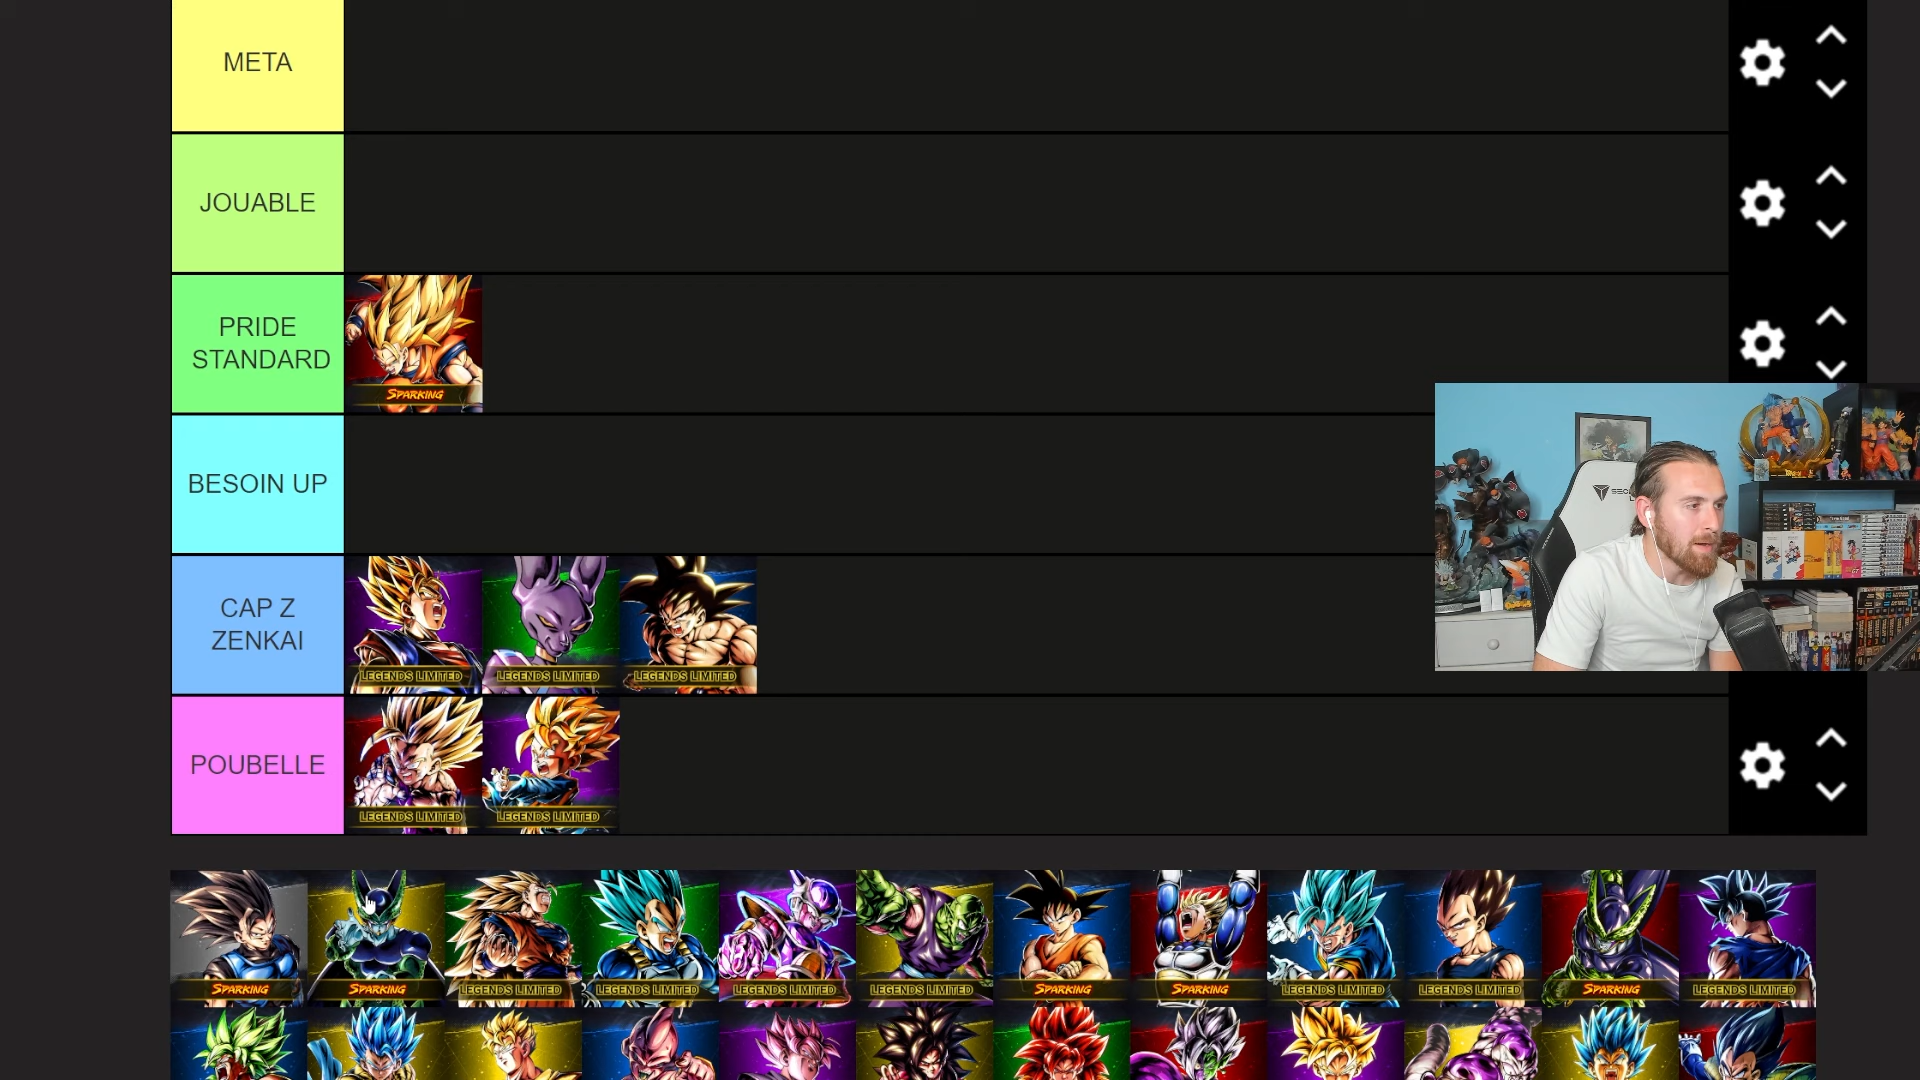 META
JOUABLE
PRIDE
STANDARD
SPARKING
BESOIN UP
CAP Z
ZENKAI
LEGENDS LIMITED
LEGENDS LIMITED
LEGENDS LIMITED
POUBELLE
LEGENDS LIMITED
LEGENDS LIMITED
SPARKING
SPARKING
LEGENDS LIMITED
LEGENDS LIMITED
LEGENDS LIMITED
LEGENDS LIMITED
SPARKING
SPARKING
LEGENDS LIMITED
LEGENDS LIMITED
SPARKING
LEGENDS LIMITED